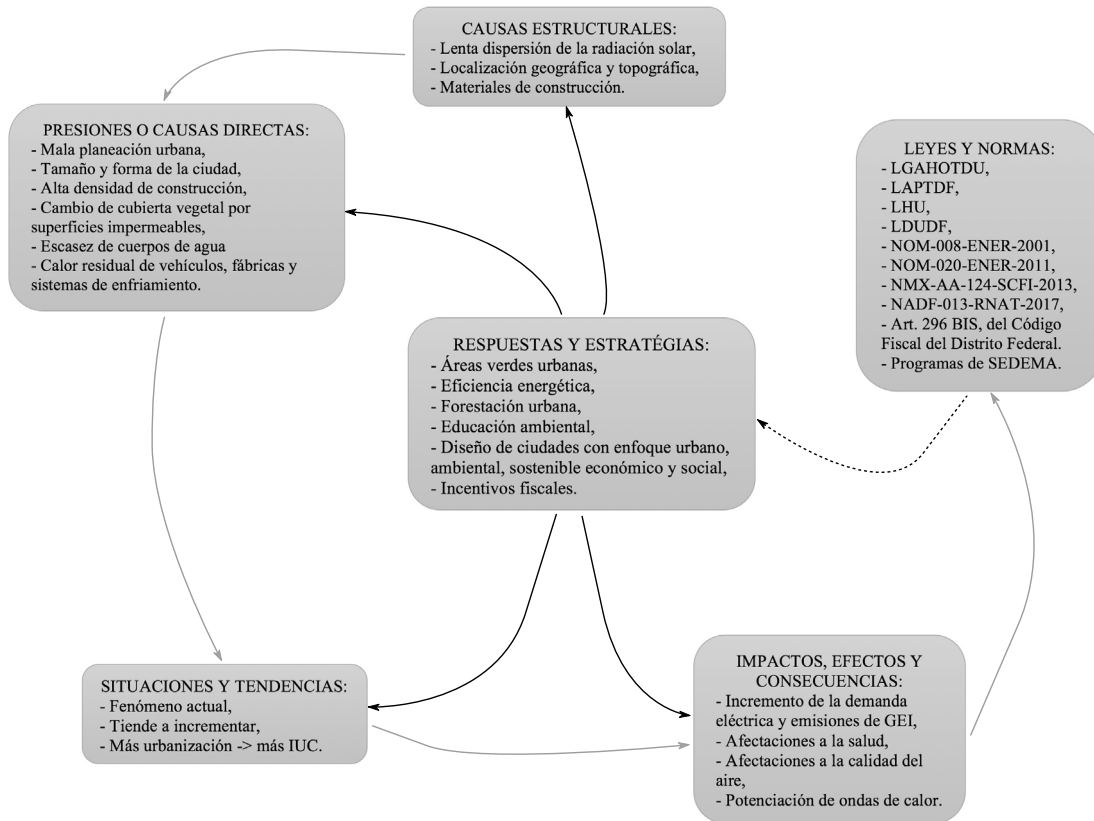 CAUSAS ESTRUCTURALES:
- Lenta dispersión de la radiación solar,
- Localización geográfica y topográfica,
- Materiales de construcción.
PRESIONES O CAUSAS DIRECTAS:
- Mala planeación urbana,
- Tamaño y forma de la ciudad,
- Alta densidad de construcción,
- Cambio de cubierta vegetal por
superficies impermeables,
- Escasez de cuerpos de agua
- Calor residual de vehículos, fábricas y
sistemas de enfriamiento.
LEYES Y NORMAS:
- LGAHOTDU,
- LAPTDF,
- LHU,
- LDUDF,
- NOM-008-ENER-2001,
- NOM-020-ENER-2011,
- NMX-AA-124-SCFI-2013,
- NADF-013-RNAT-2017,
- Art. 296 BIS, del Código
Fiscal del Distrito Federal.
- Programas de SEDEMA.
RESPUESTAS Y ESTRATÉGIAS:
- Áreas verdes urbanas,
- Eficiencia energética,
- Forestación urbana,
- Educación ambiental,
- Diseño de ciudades con enfoque urbano,
ambiental, sostenible económico y social,
- Incentivos fiscales.
SITUACIONES Y TENDENCIAS:
- Fenómeno actual,
- Tiende a incrementar,
- Más urbanización -> más IUC.
IMPACTOS, EFECTOS Y
CONSECUENCIAS:
- Incremento de la demanda
eléctrica y emisiones de GEI,
- Afectaciones a la salud,
- Afectaciones a la calidad del
aire,
- Potenciación de ondas de calor.